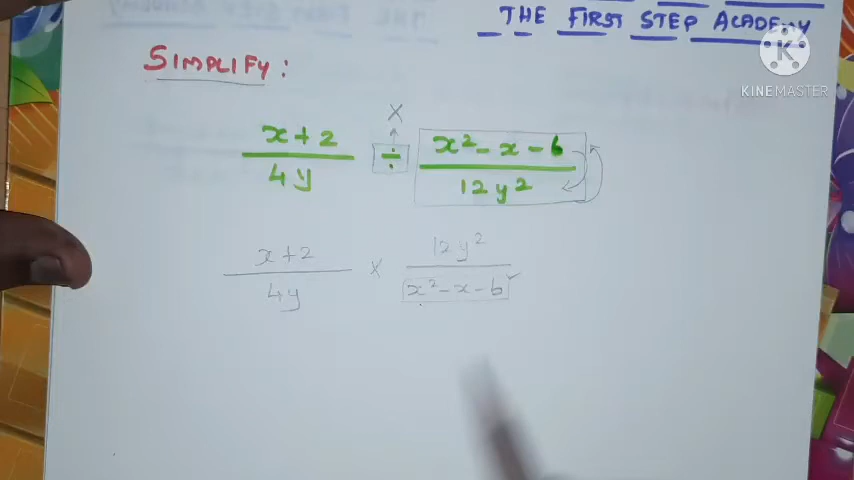 THE FIRST STEP ACADEMY
K
KINEMASTER
SIMPLIFY:
x
x+2 / 4y ÷ x²-x-6 / 12y²
x+2 / 4y x 12y² / x²-x-6